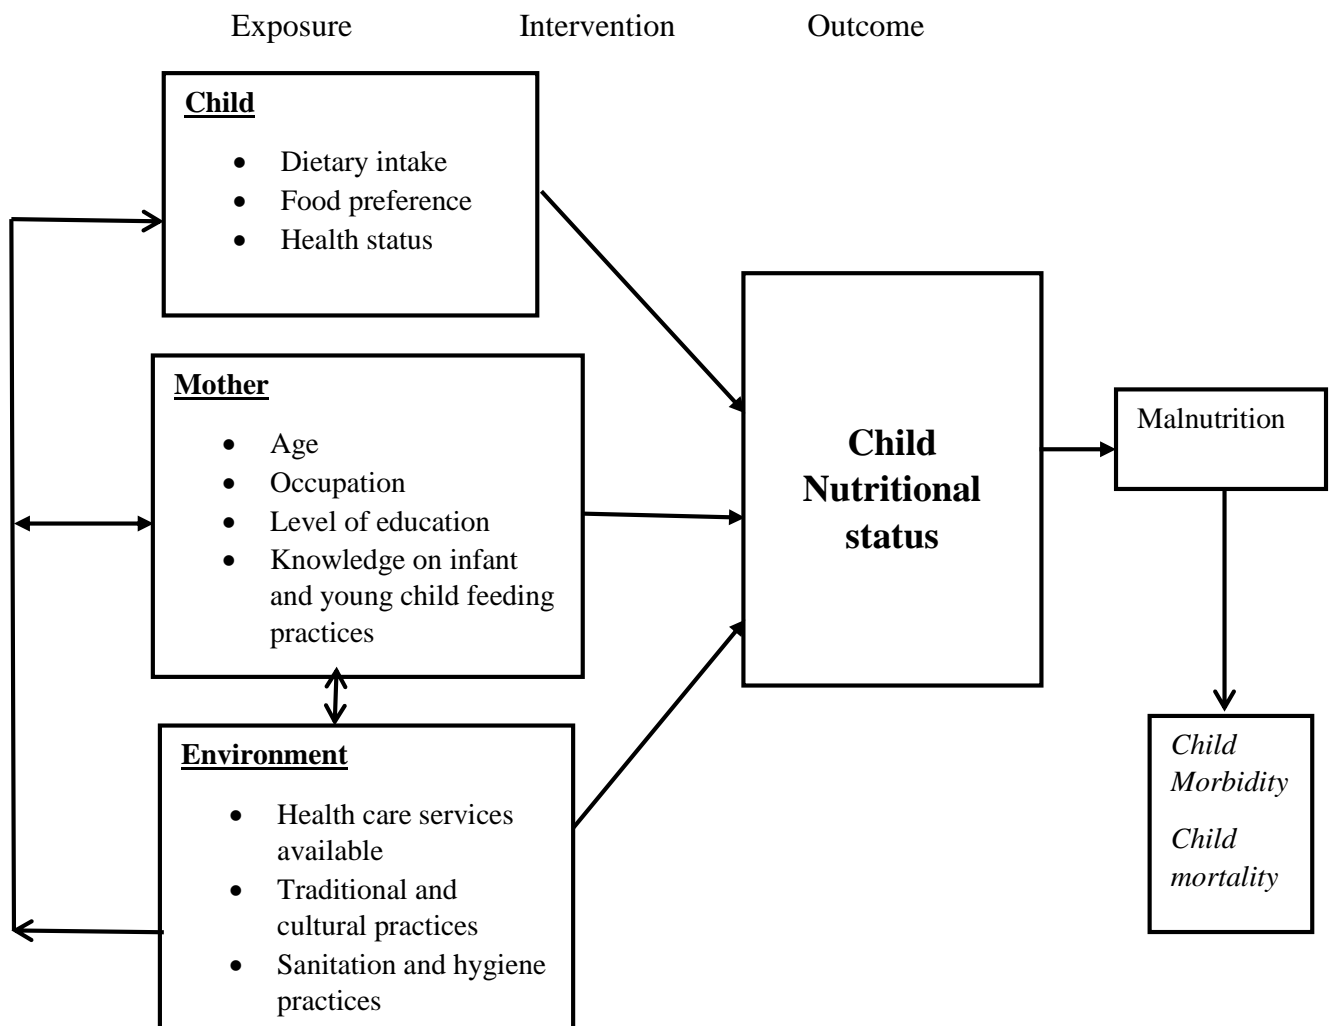 Exposure Intervention Outcome
Child
• Dietary intake
• Food preference
• Health status
Mother
• Age
• Occupation
• Level of education
• Knowledge on infant
and young child feeding
practices
Environment
• Health care services
available
• Traditional and
cultural practices
• Sanitation and hygiene
practices
Child
Nutritional
status
Malnutrition
Child
Morbidity
Child
mortality